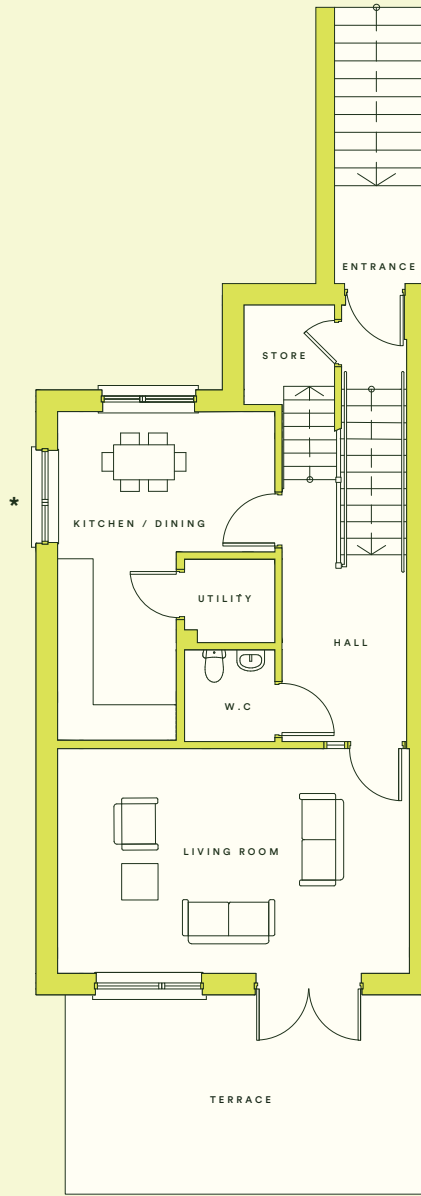 ENTRANCE
STORE
*
KITCHEN / DINING
UTILITY
HALL
W.C
LIVING ROOM
TERRACE